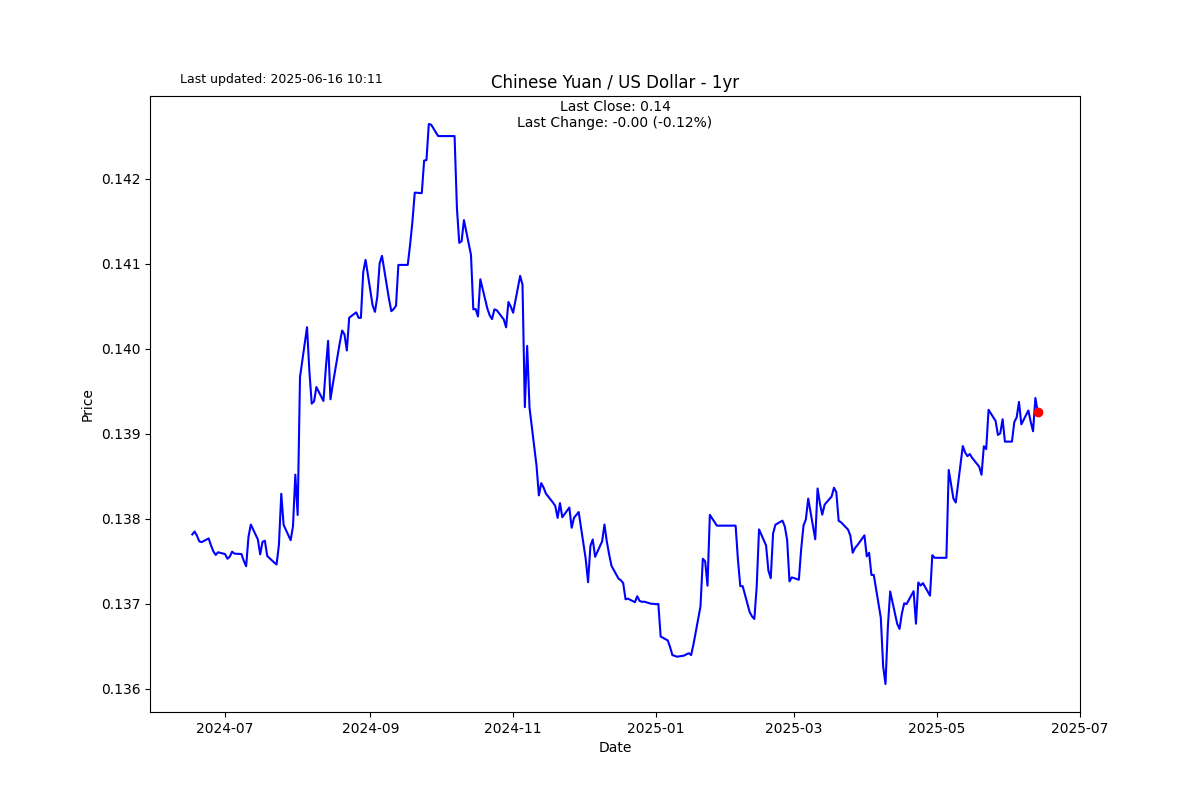 Last updated: 2025-06-16 10:11
Chinese Yuan / US Dollar - 1yr
Last Close: 0.14
Last Change: -0.00 (-0.12%)
0.142
0.141
0.140
0.139
0.138
0.137
0.136
Price
2024-07
2024-09
2024-11
2025-01
2025-03
2025-05
2025-07
Date